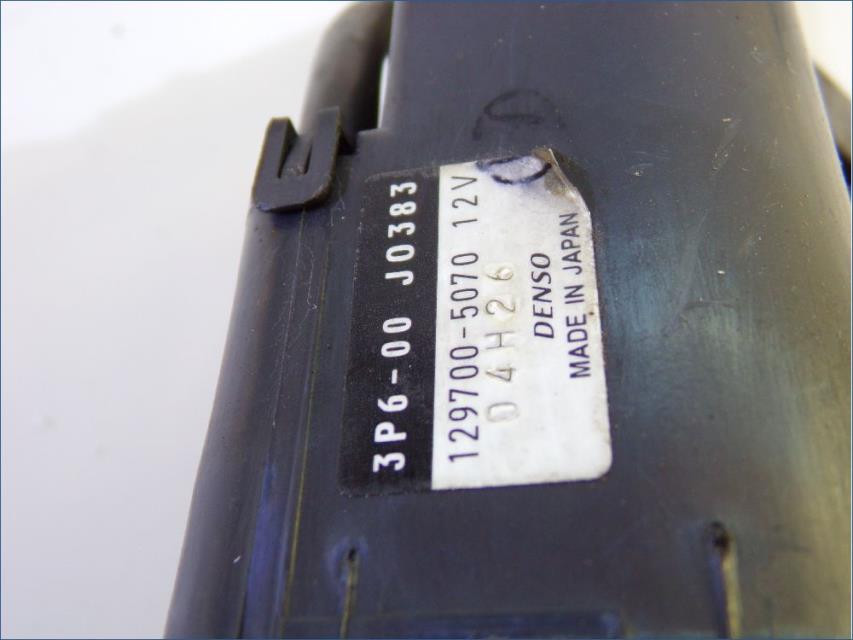 3P6-00 J0383
129700-5070 12V
04H26
DENSO
MADE IN JAPAN